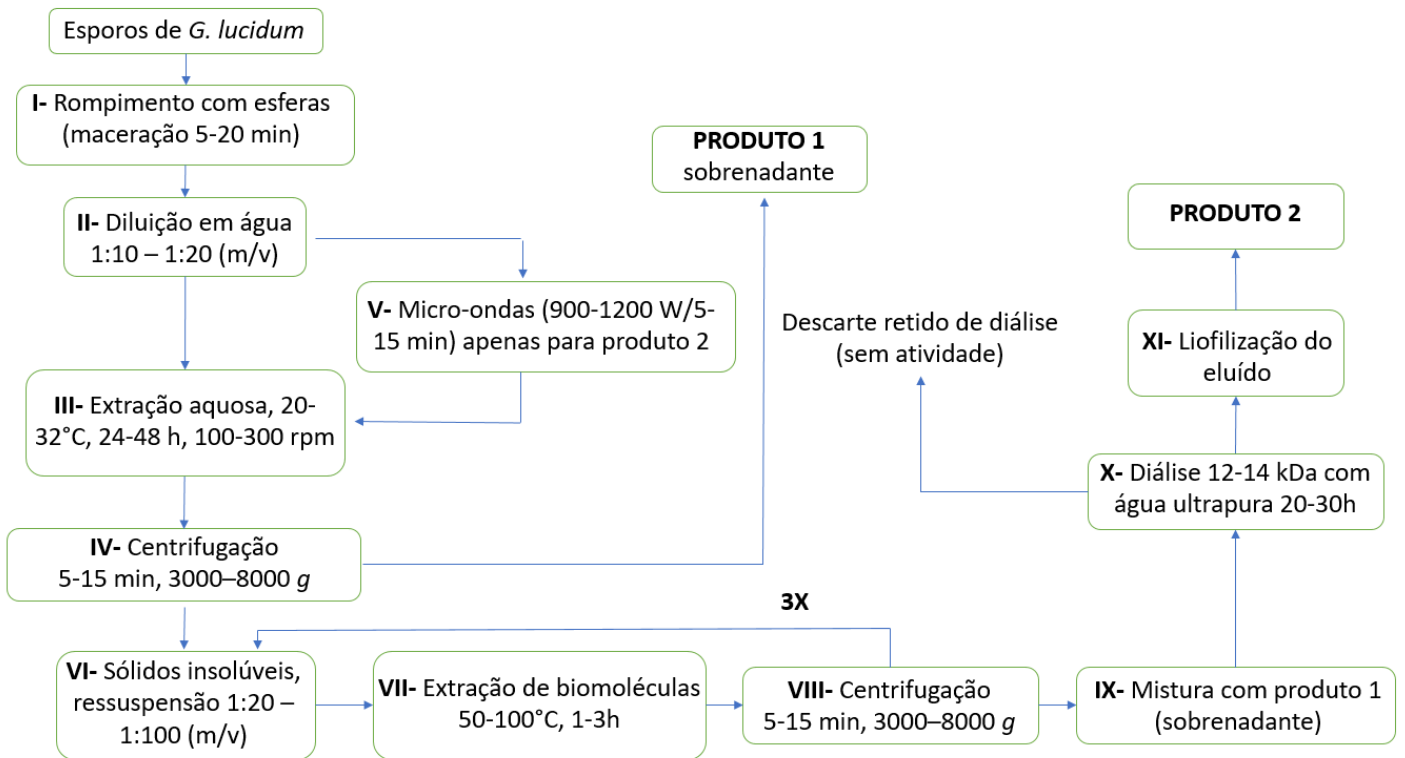 Esporos de G. lucidum
I- Rompimento com esferas
(maceração 5-20 min)
II- Diluição em água
1:10 – 1:20 (m/v)
V- Micro-ondas (900-1200 W/5-
15 min) apenas para produto 2
III- Extração aquosa, 20-
32°C, 24-48 h, 100-300 rpm
IV- Centrifugação
5-15 min, 3000–8000 g
PRODUTO 1
sobrenadante
VI- Sólidos insolúveis,
ressuspensão 1:20 –
1:100 (m/v)
VII- Extração de biomoléculas
50-100°C, 1-3h
3X
VIII- Centrifugação
5-15 min, 3000–8000 g
IX- Mistura com produto 1
(sobrenadante)
X- Diálise 12-14 kDa com
água ultrapura 20-30h
Descarte retido de diálise
(sem atividade)
XI- Liofilização do
eluído
PRODUTO 2